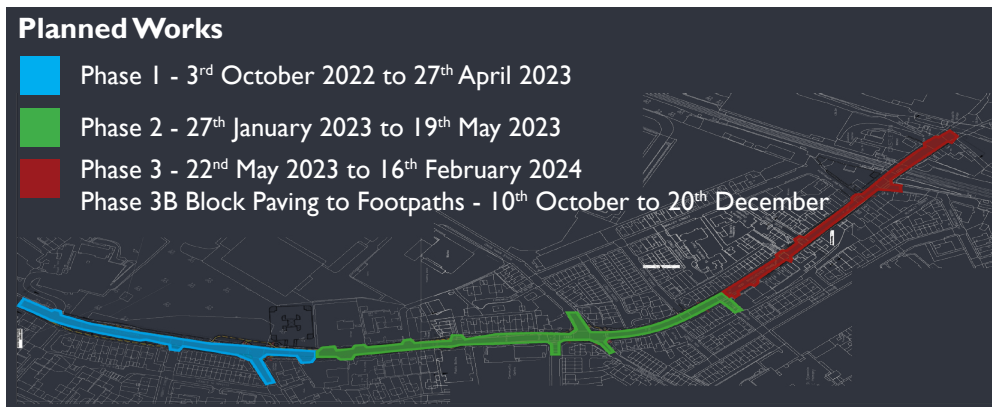 Planned Works
Phase 1 - 3rd October 2022 to 27th April 2023
Phase 2 - 27th January 2023 to 19th May 2023
Phase 3 - 22nd May 2023 to 16th February 2024
Phase 3B Block Paving to Footpaths - 10th October to 20th December